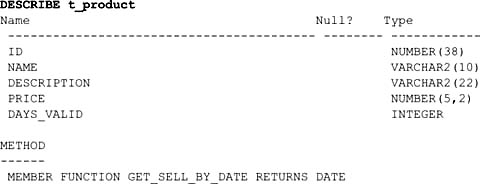 DESCRIBE t_product
Name Null? Type
----------------------------------------- -------- ------------
ID NUMBER(38)
NAME VARCHAR2(10)
DESCRIPTION VARCHAR2(22)
PRICE NUMBER(5,2)
DAYS_VALID INTEGER
METHOD
------
MEMBER FUNCTION GET_SELL_BY_DATE RETURNS DATE